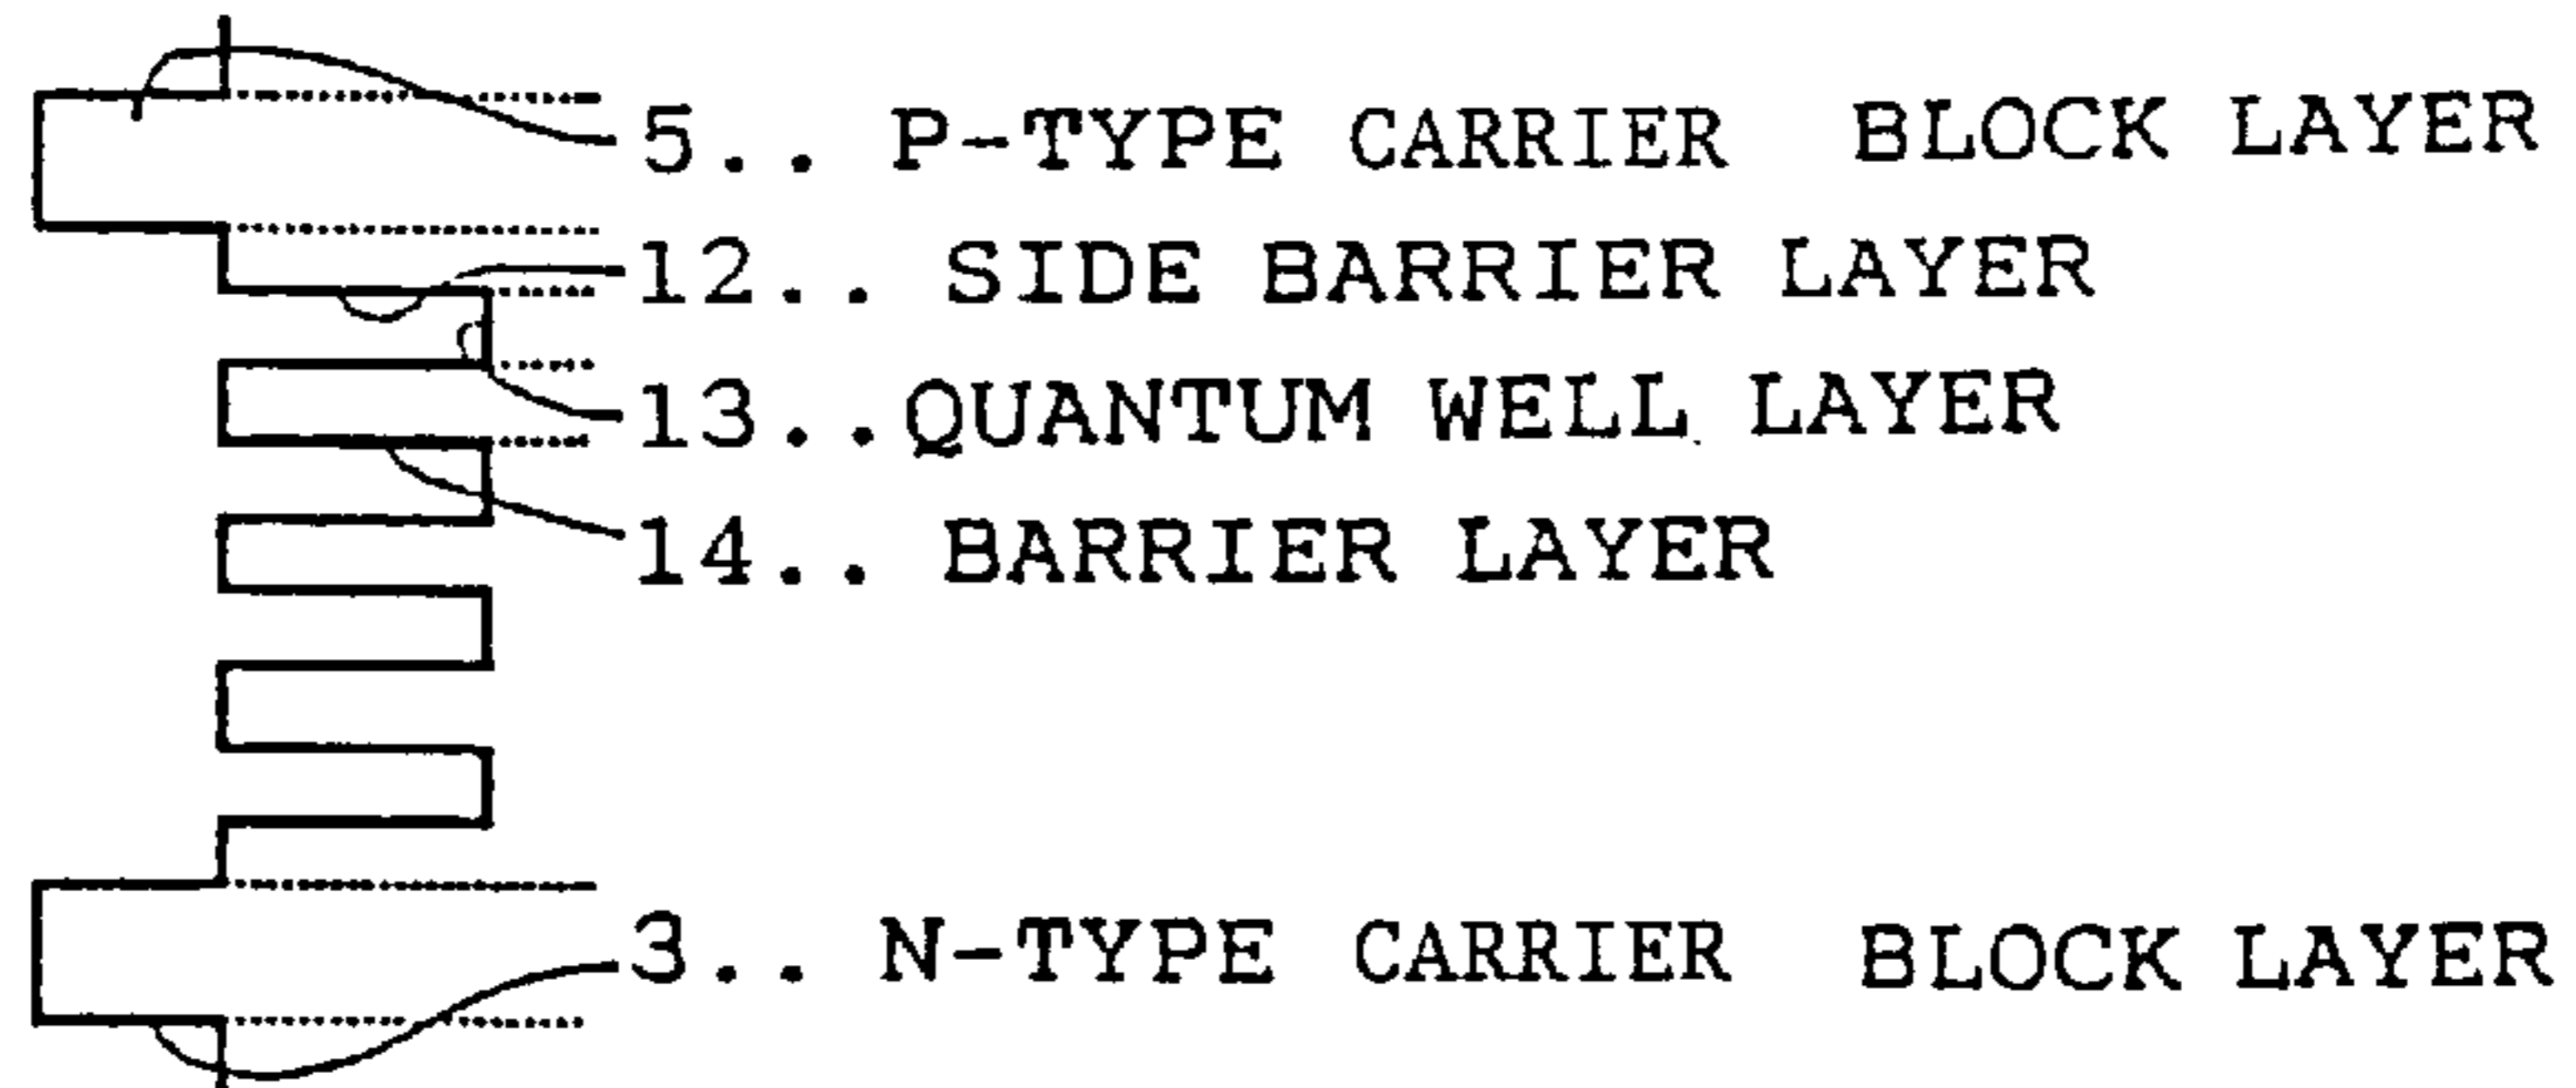 5.. P-TYPE CARRIER BLOCK LAYER
12.. SIDE BARRIER LAYER
13..QUANTUM WELL LAYER
14.. BARRIER LAYER
3.. N-TYPE CARRIER BLOCK LAYER